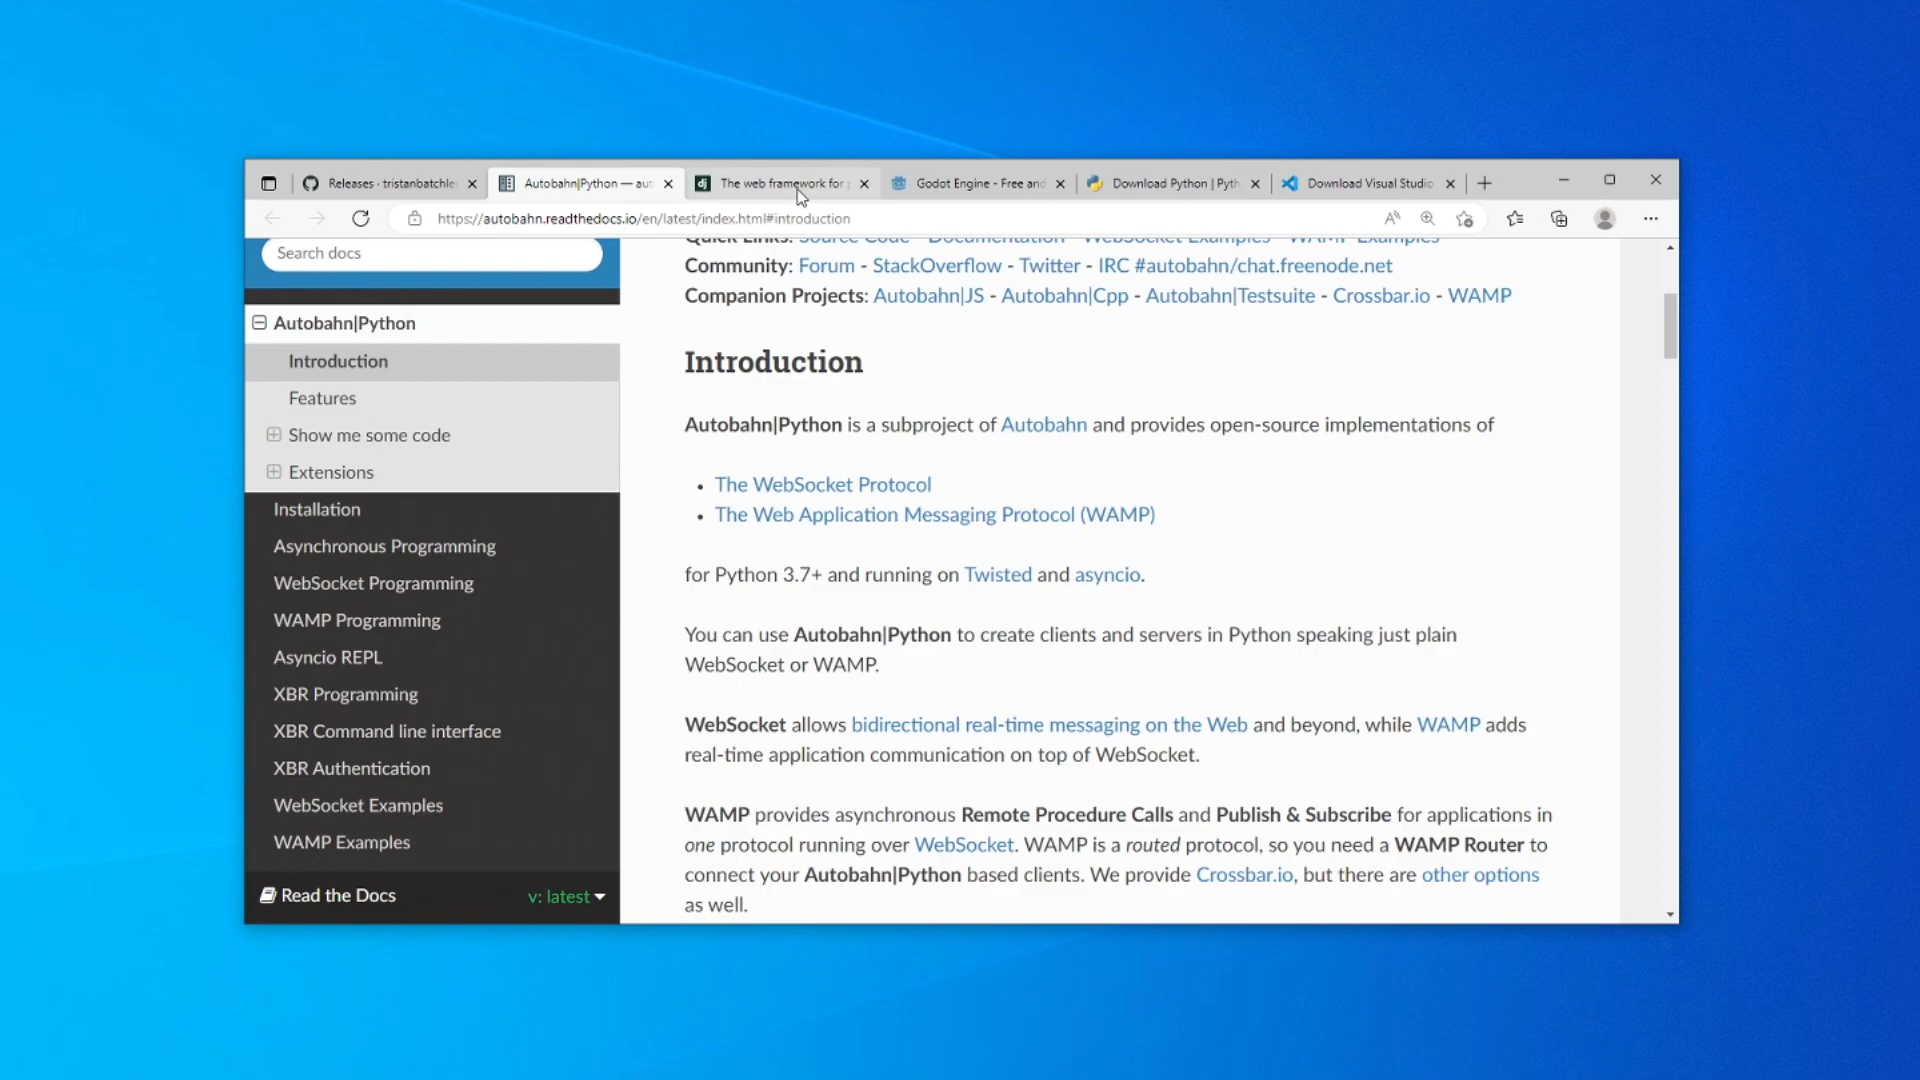 Releases · tristanbatchle
Autobahn|Python — aut
The web framework for p
Godot Engine - Free and
Download Python | Pyth
Download Visual Studio
https://autobahn.readthedocs.io/en/latest/index.html#introduction
Search docs
Autobahn|Python
Introduction
Features
Show me some code
Extensions
Installation
Asynchronous Programming
WebSocket Programming
WAMP Programming
Asyncio REPL
XBR Programming
XBR Command line interface
XBR Authentication
WebSocket Examples
WAMP Examples
Read the Docs
v: latest
Quick Links: Source Code - Documentation - WebSocket Examples - WAMP Examples
Community: Forum - StackOverflow - Twitter - IRC #autobahn/chat.freenode.net
Companion Projects: Autobahn|JS - Autobahn|Cpp - Autobahn|Testsuite - Crossbar.io - WAMP
Introduction
Autobahn|Python is a subproject of Autobahn and provides open-source implementations of
• The WebSocket Protocol
• The Web Application Messaging Protocol (WAMP)
for Python 3.7+ and running on Twisted and asyncio.
You can use Autobahn|Python to create clients and servers in Python speaking just plain
WebSocket or WAMP.
WebSocket allows bidirectional real-time messaging on the Web and beyond, while WAMP adds
real-time application communication on top of WebSocket.
WAMP provides asynchronous Remote Procedure Calls and Publish & Subscribe for applications in
one protocol running over WebSocket. WAMP is a routed protocol, so you need a WAMP Router to
connect your Autobahn|Python based clients. We provide Crossbar.io, but there are other options
as well.